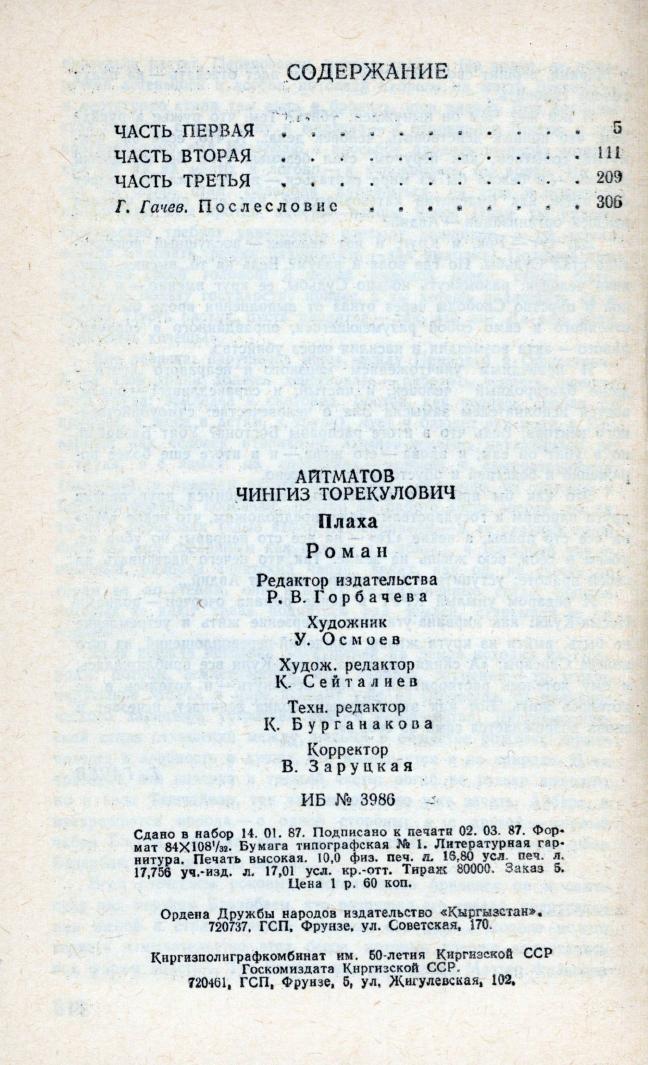 СОДЕРЖАНИЕ
ЧАСТЬ ПЕРВАЯ . . . . . . . . . . . 5
ЧАСТЬ ВТОРАЯ . . . . . . . . . . . 111
ЧАСТЬ ТРЕТЬЯ . . . . . . . . . . . 209
Г. Гачев. Послесловие . . . . . . . . 306
АЙТМАТОВ
ЧИНГИЗ ТОРЕКУЛОВИЧ
Плаха
Роман
Редактор издательства
Р. В. Горбачева
Художник
У. Осмоев
Худож. редактор
К. Сейталиев
Техн. редактор
К. Бурганакова
Корректор
В. Заруцкая
ИБ № 3986
Сдано в набор 14. 01. 87. Подписано к печати 02. 03. 87. Фор-
мат 84X108¹/₃₂. Бумага типографская № 1. Литературная гар-
нитура. Печать высокая. 10,0 физ. печ. л. 16,80 усл. печ. л.
17,756 уч.-изд. л. 17,01 усл. кр.-отт. Тираж 80000. Заказ 5.
Цена 1 р. 60 коп.
Ордена Дружбы народов издательство «Кыргызстан».
720737, ГСП, Фрунзе, ул. Советская, 170.
Киргизполиграфкомбинат им. 50-летия Киргизской ССР
Госкомиздата Киргизской ССР.
720461, ГСП, Фрунзе, 5, ул. Жигулевская, 102.